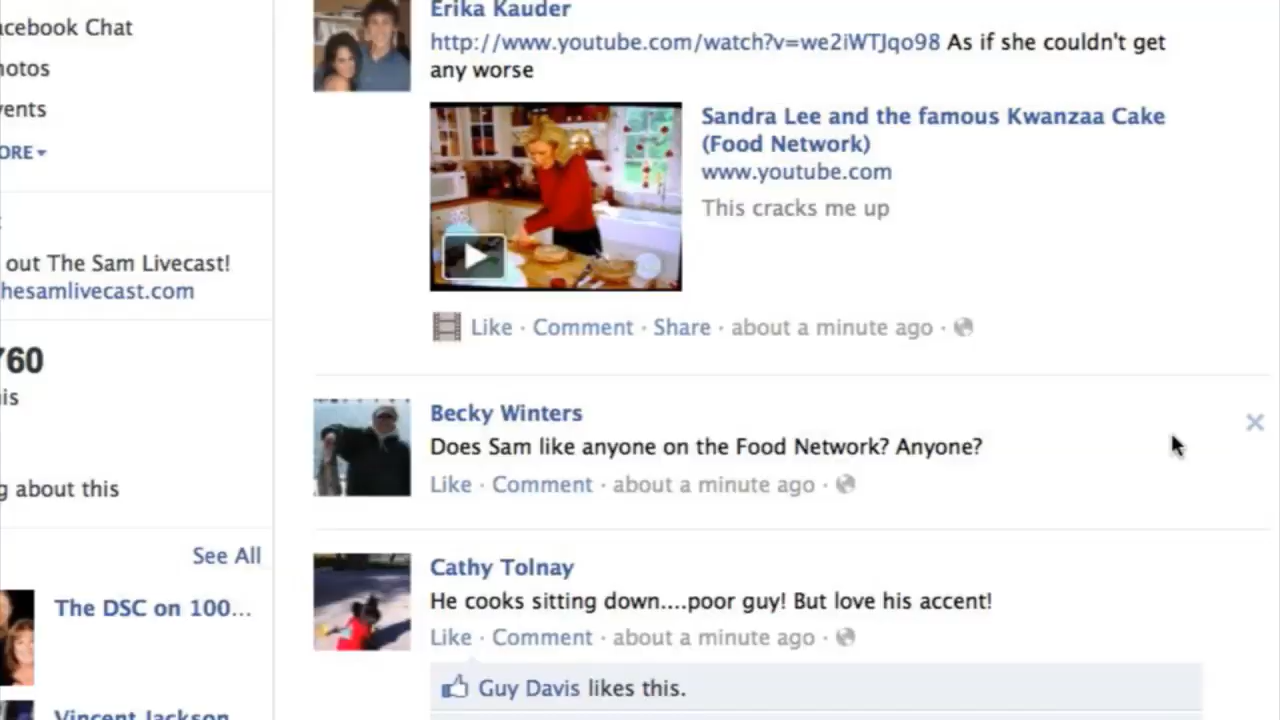 acebook Chat
hotos
vents
ORE
out The Sam Livecast!
hesamlivecast.com
760
is
g about this
See All
The DSC on 100...
Vincent Jackson
Erika Kauder
http://www.youtube.com/watch?v=we2iWTJqo98 As if she couldn't get
any worse
Sandra Lee and the famous Kwanzaa Cake
(Food Network)
www.youtube.com
This cracks me up
Like · Comment · Share · about a minute ago ·
Becky Winters
Does Sam like anyone on the Food Network? Anyone?
Like · Comment · about a minute ago ·
Cathy Tolnay
He cooks sitting down....poor guy! But love his accent!
Like · Comment · about a minute ago ·
Guy Davis likes this.